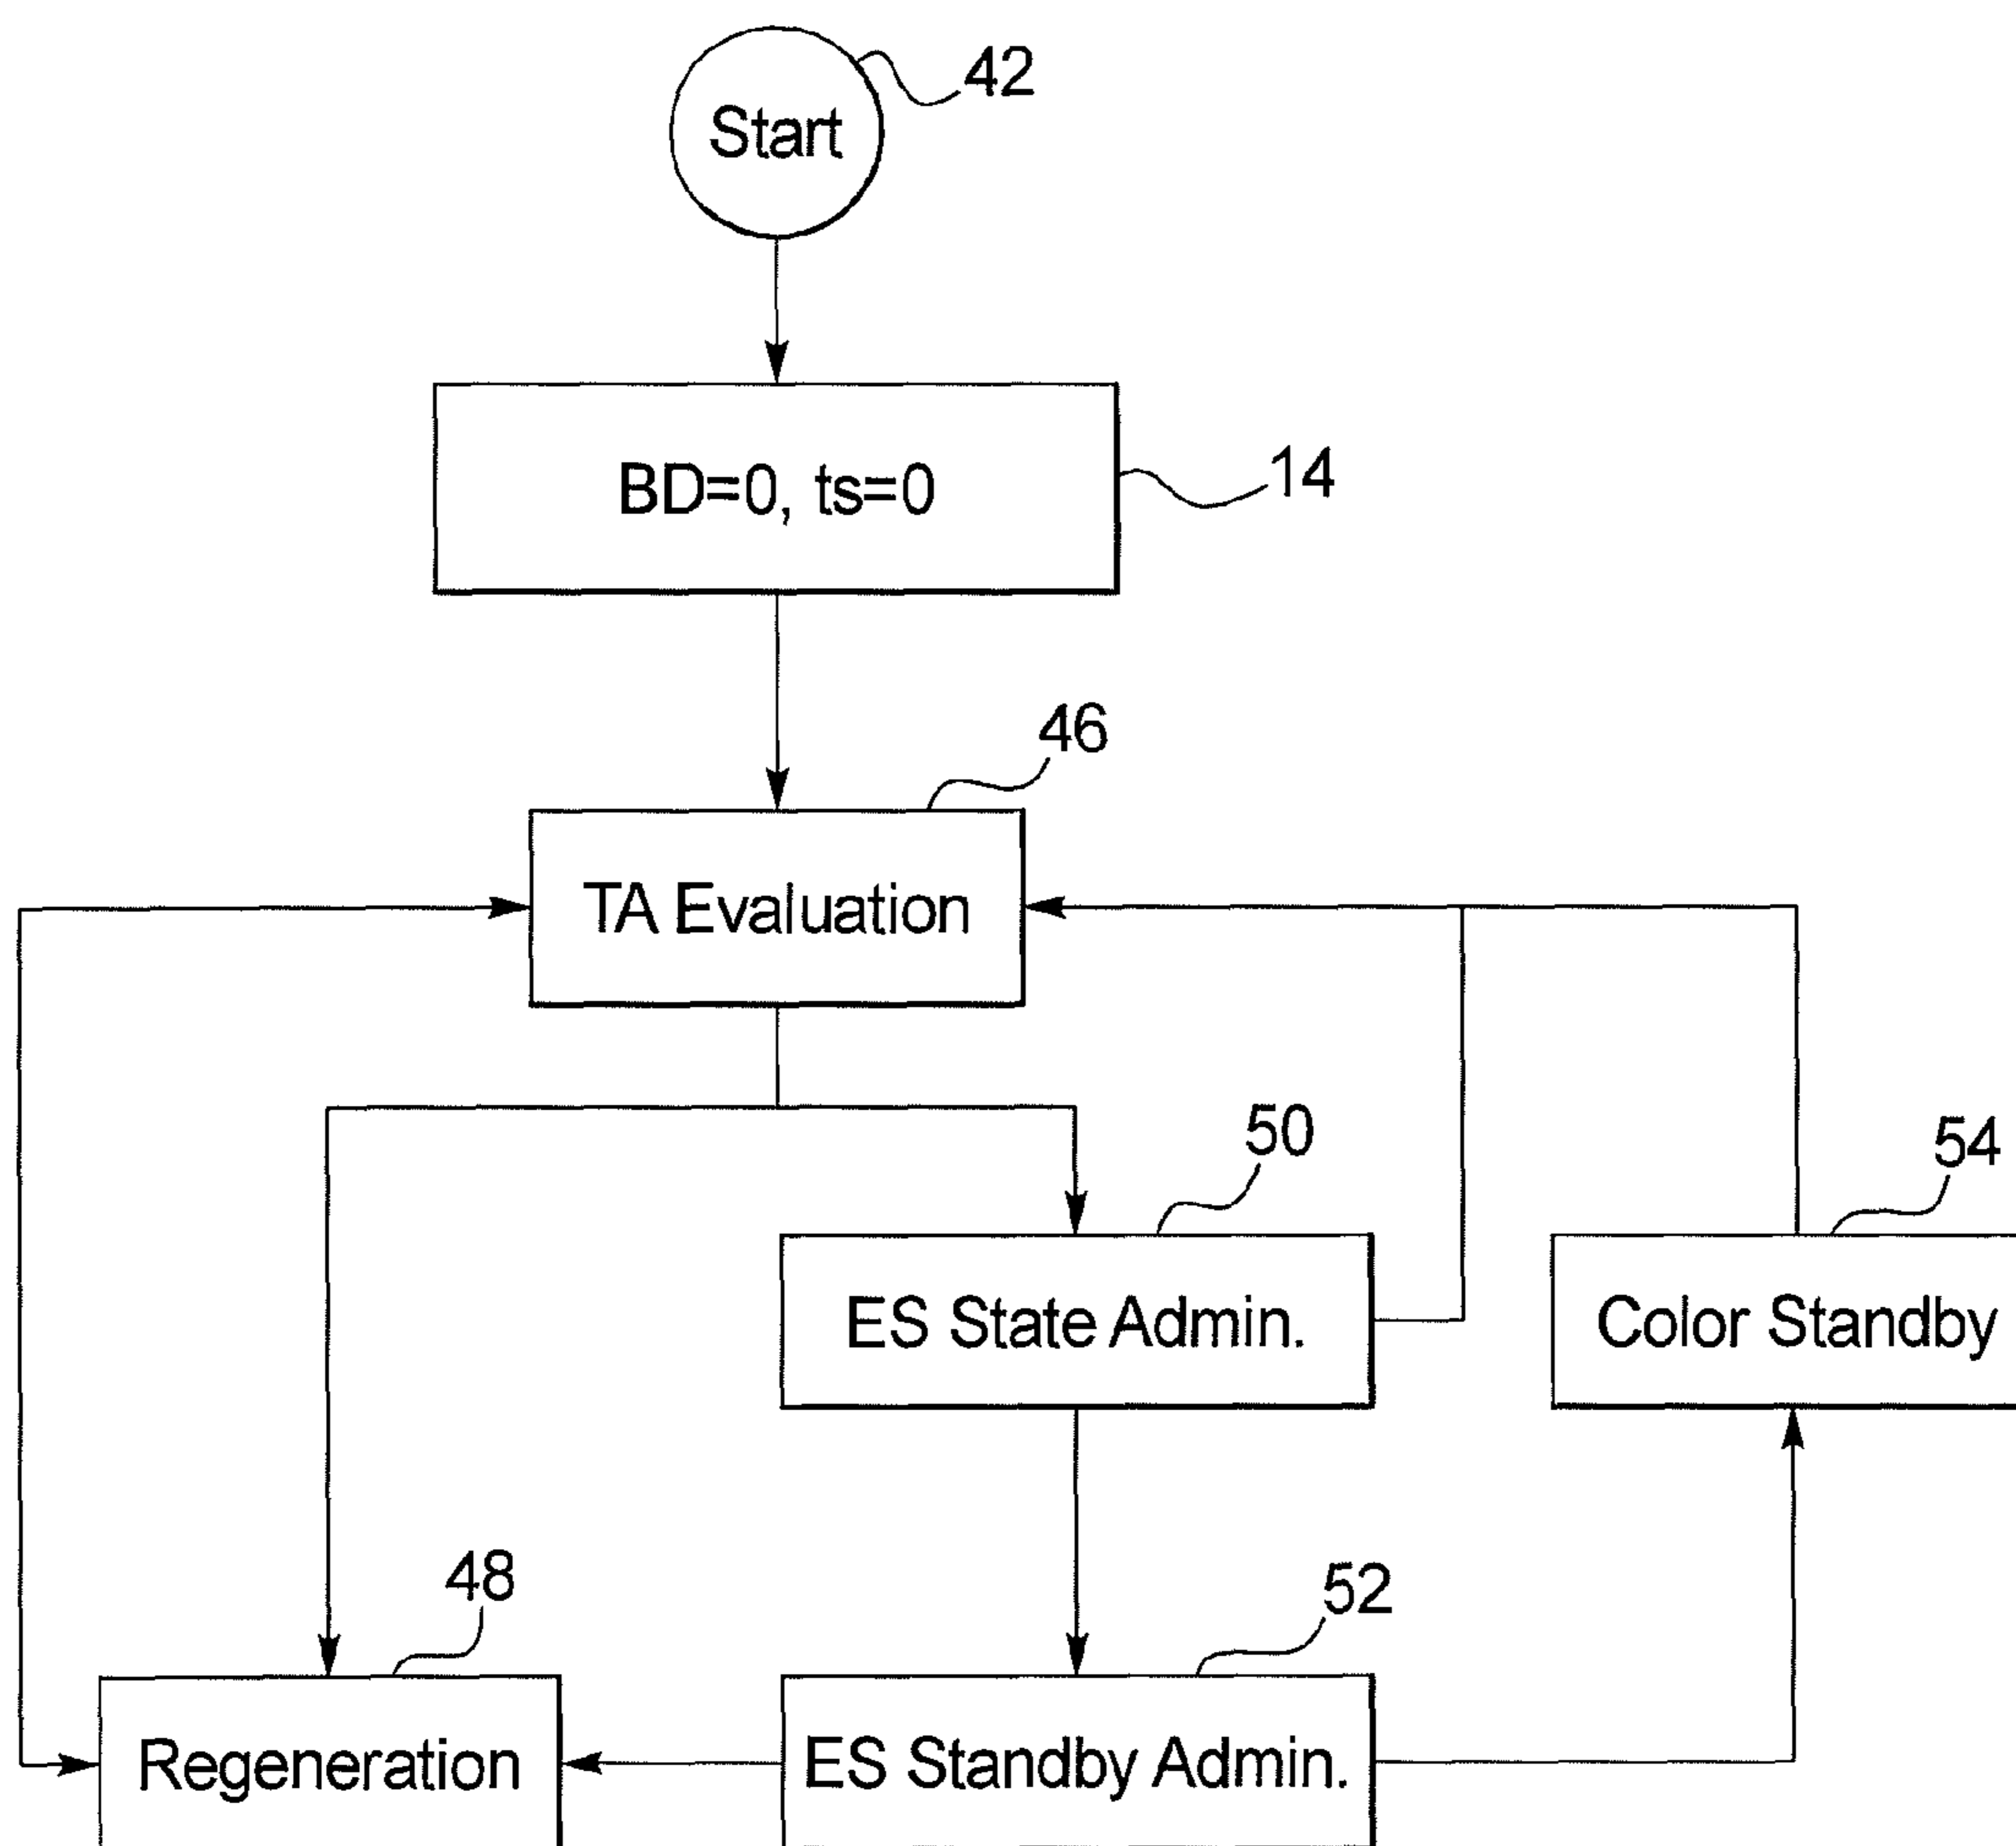 Start
42
BD=0, ts=0
14
46
TA Evaluation
50
54
ES State Admin.
Color Standby
48
52
Regeneration
ES Standby Admin.